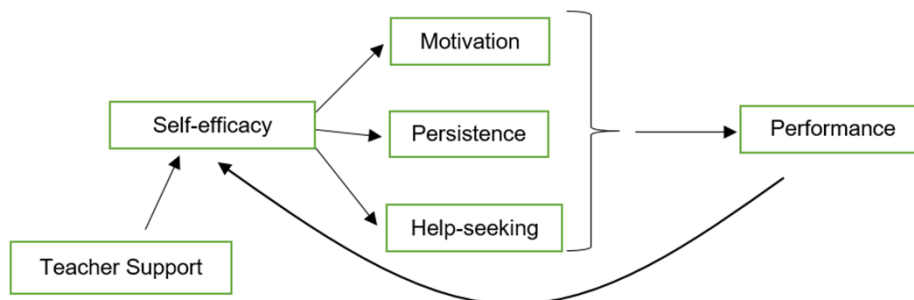 Motivation
Self-efficacy
Persistence
Performance
Help-seeking
Teacher Support